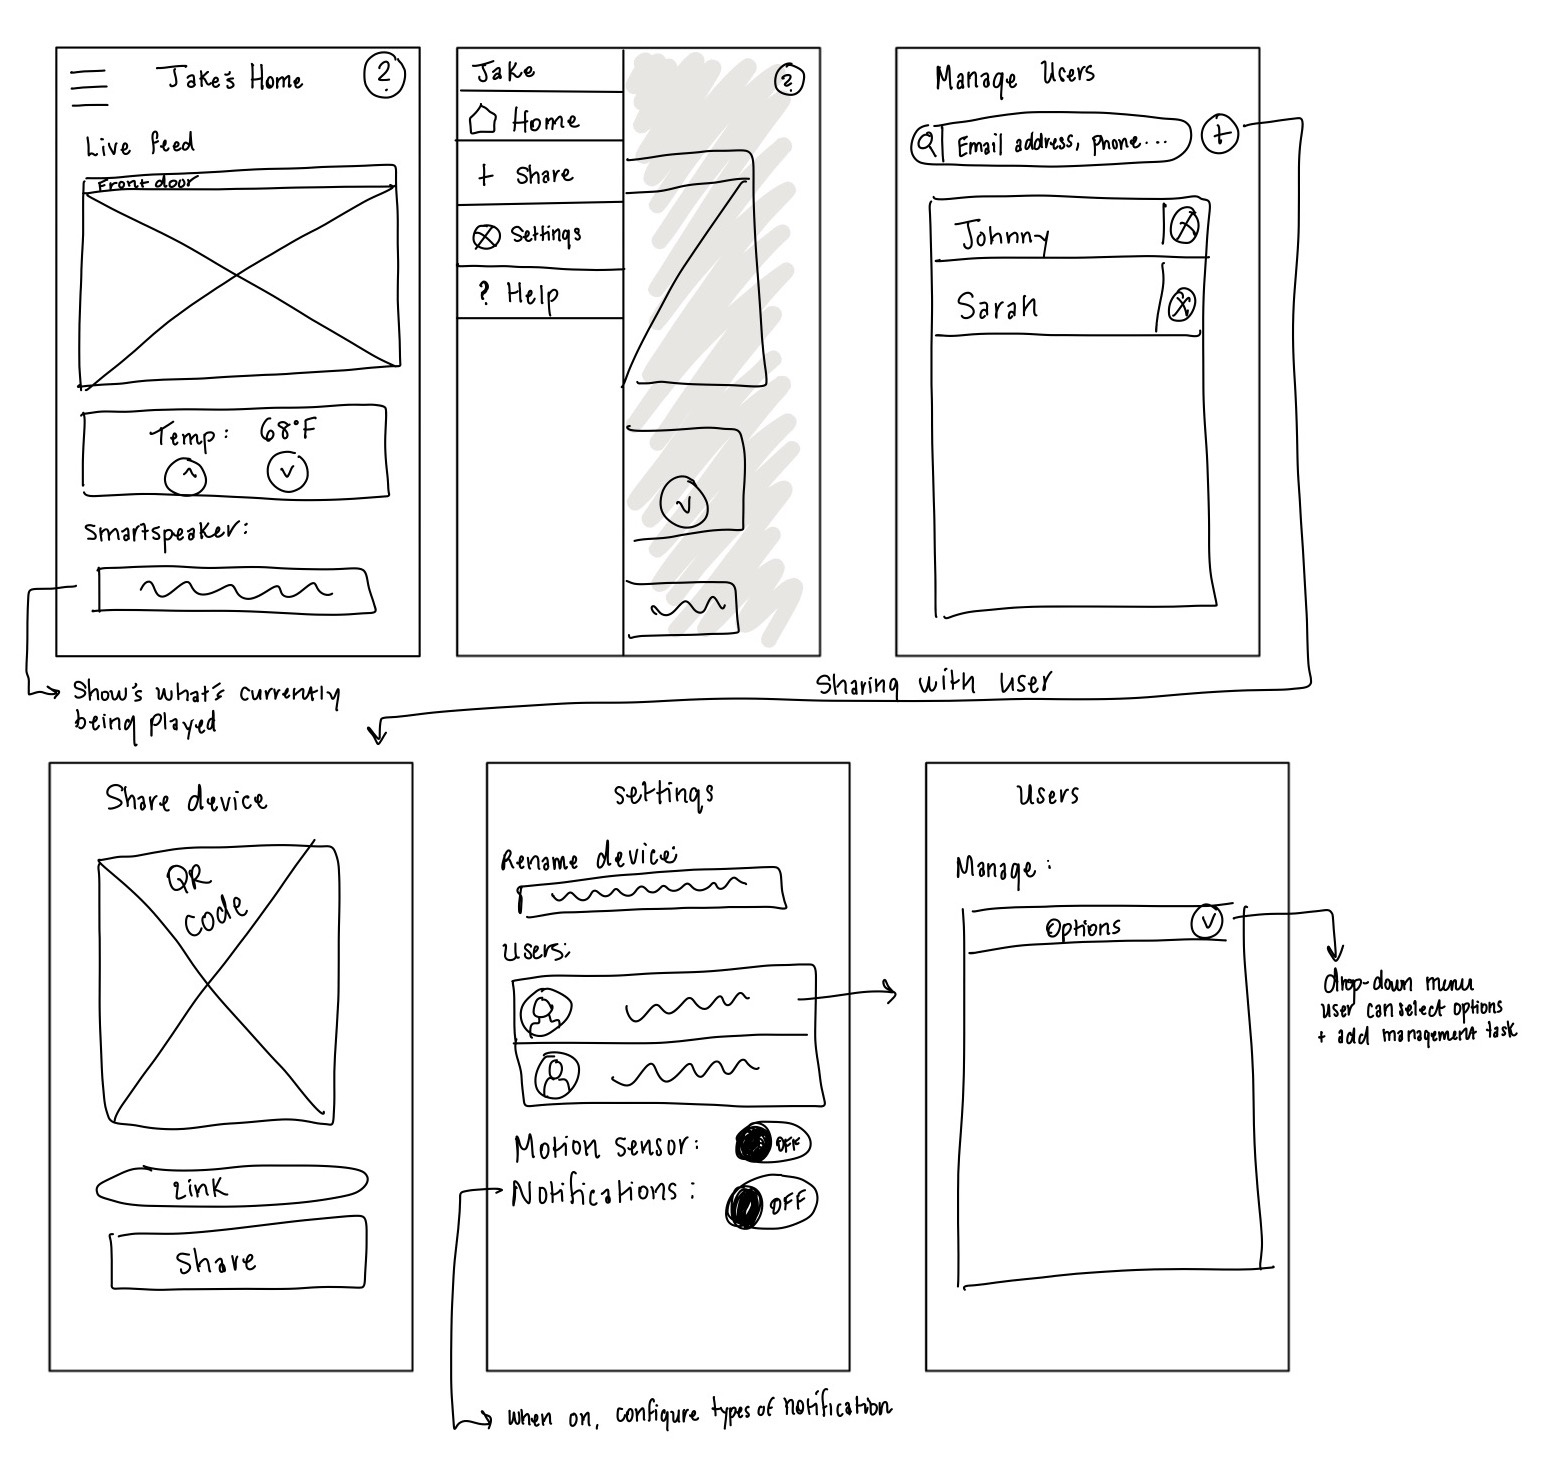 Jake's Home
?
Live feed
Front door
Temp: 68°F
Smartspeaker:
Show's what's currently
being played
Jake
?
Home
+ Share
Settings
? Help
Manage Users
Email address, Phone...
+
Johnny
X
Sarah
X
Sharing with user
Share device
QR
code
Link
Share
Settings
Rename device:
Users:
Motion sensor: OFF
Notifications: OFF
When on, configure types of notification
Users
Manage:
Options
drop-down menu
user can select options
+ add management task